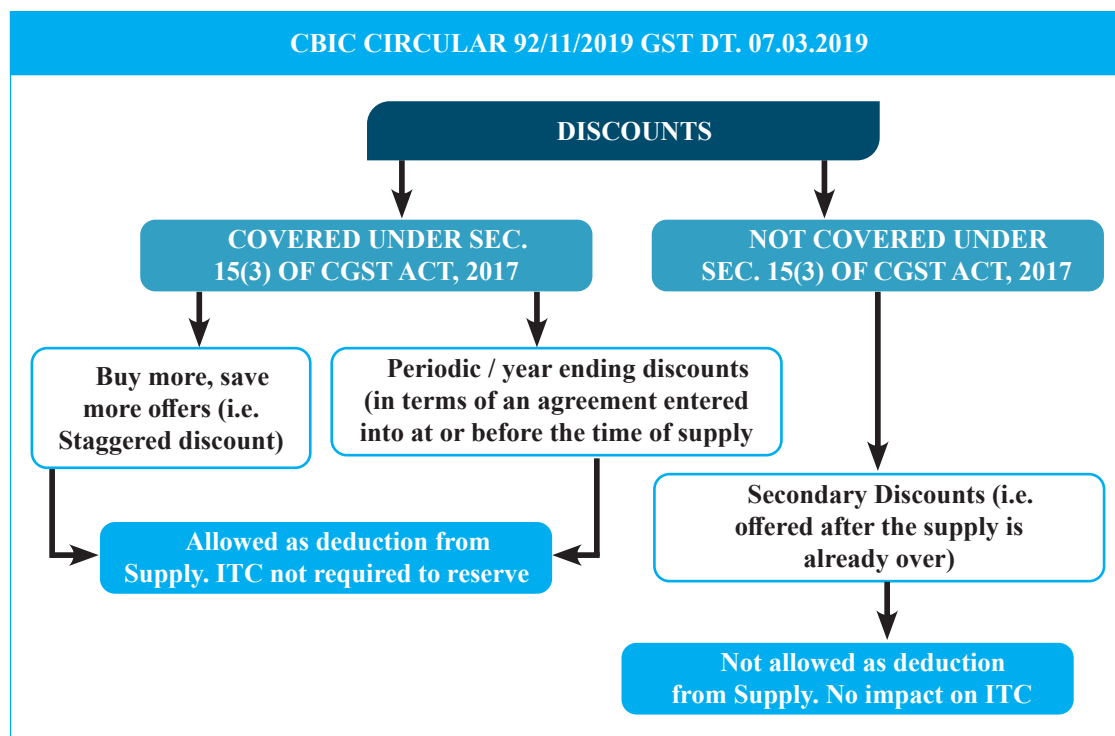 CBIC CIRCULAR 92/11/2019 GST DT. 07.03.2019
DISCOUNTS
COVERED UNDER SEC.
15(3) OF CGST ACT, 2017
NOT COVERED UNDER
SEC. 15(3) OF CGST ACT, 2017
Buy more, save
more offers (i.e.
Staggered discount)
Periodic / year ending discounts
(in terms of an agreement entered
into at or before the time of supply
Allowed as deduction from
Supply. ITC not required to reserve
Secondary Discounts (i.e.
offered after the supply is
already over)
Not allowed as deduction
from Supply. No impact on ITC